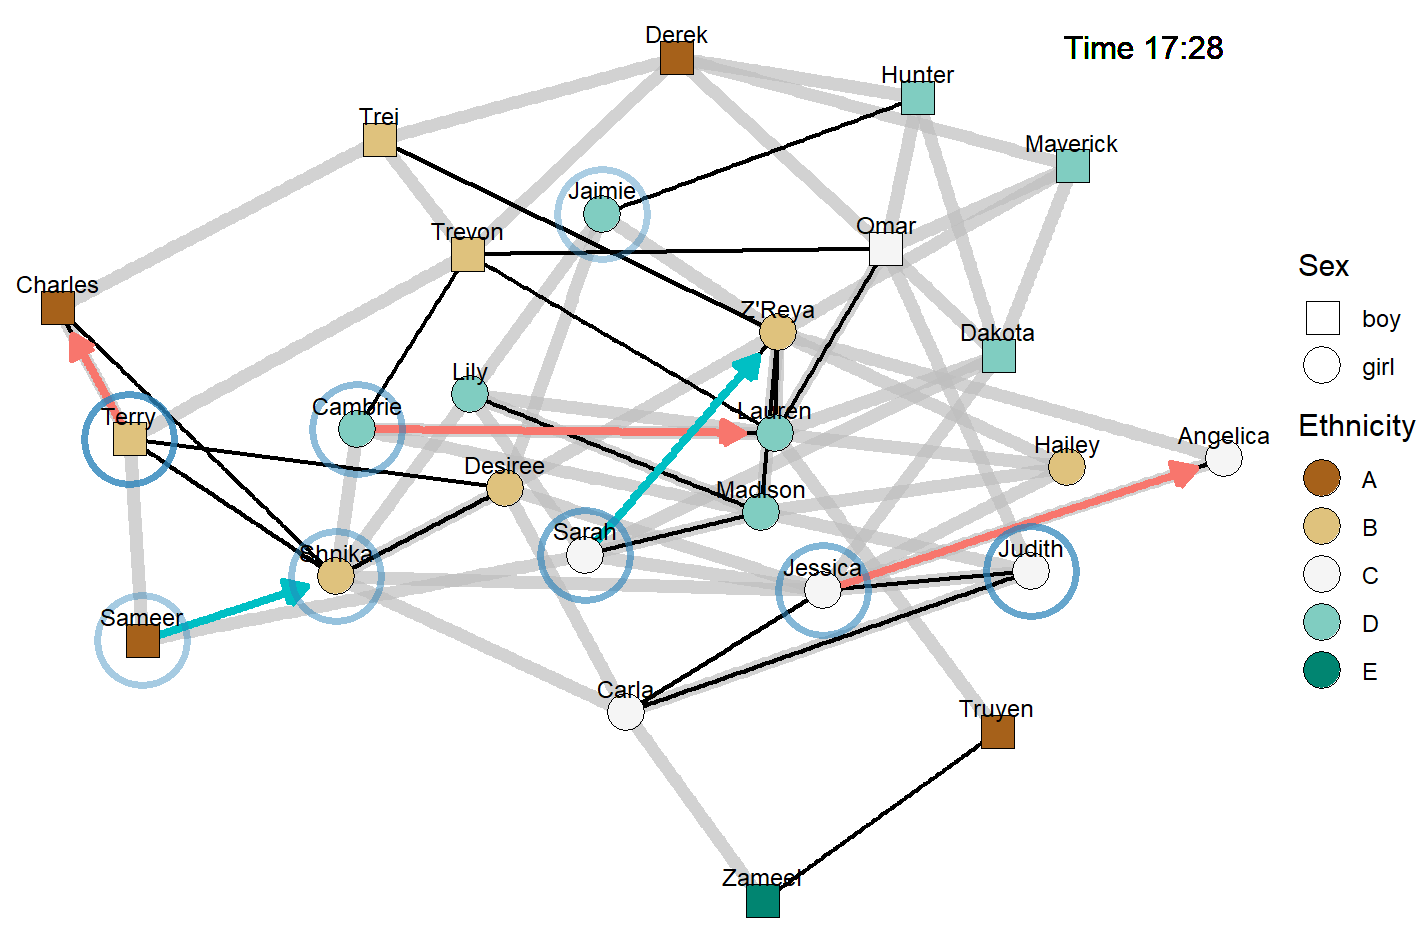 Derek
Time 17:28
Hunter
Trei
Maverick
Jaimie
Trevon
Omar
Sex
Charles
Z'Reya
boy
Dakota
girl
Lily
Cambrie
Terry
Lauren
Ethnicity
Hailey
Angelica
Desiree
A
Madison
B
Sarah
Shnika
Judith
Jessica
C
Sameer
D
E
Carla
Truyen
Zameel